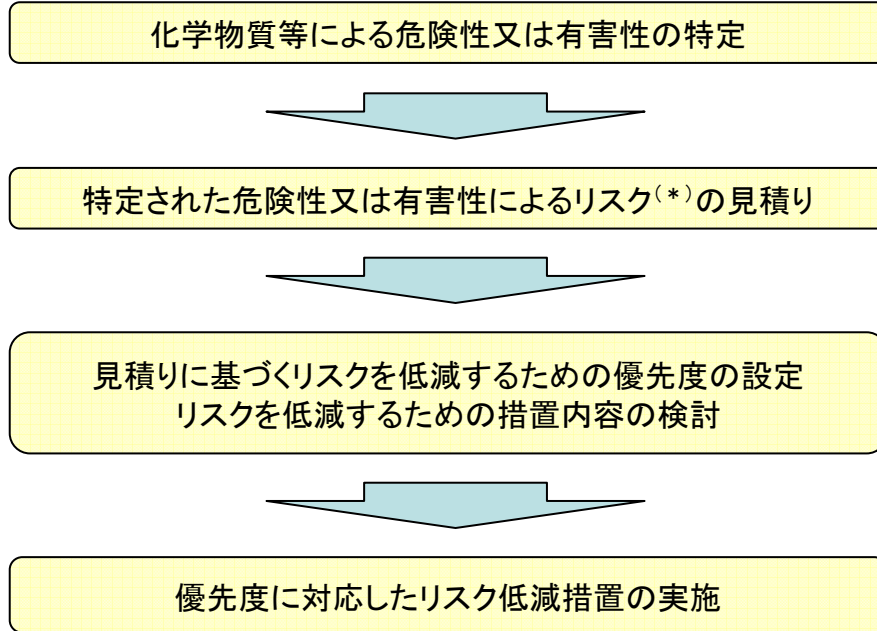 化学物質等による危険性又は有害性の特定
特定された危険性又は有害性によるリスク(*)の見積り
見積りに基づくリスクを低減するための優先度の設定
リスクを低減するための措置内容の検討
優先度に対応したリスク低減措置の実施